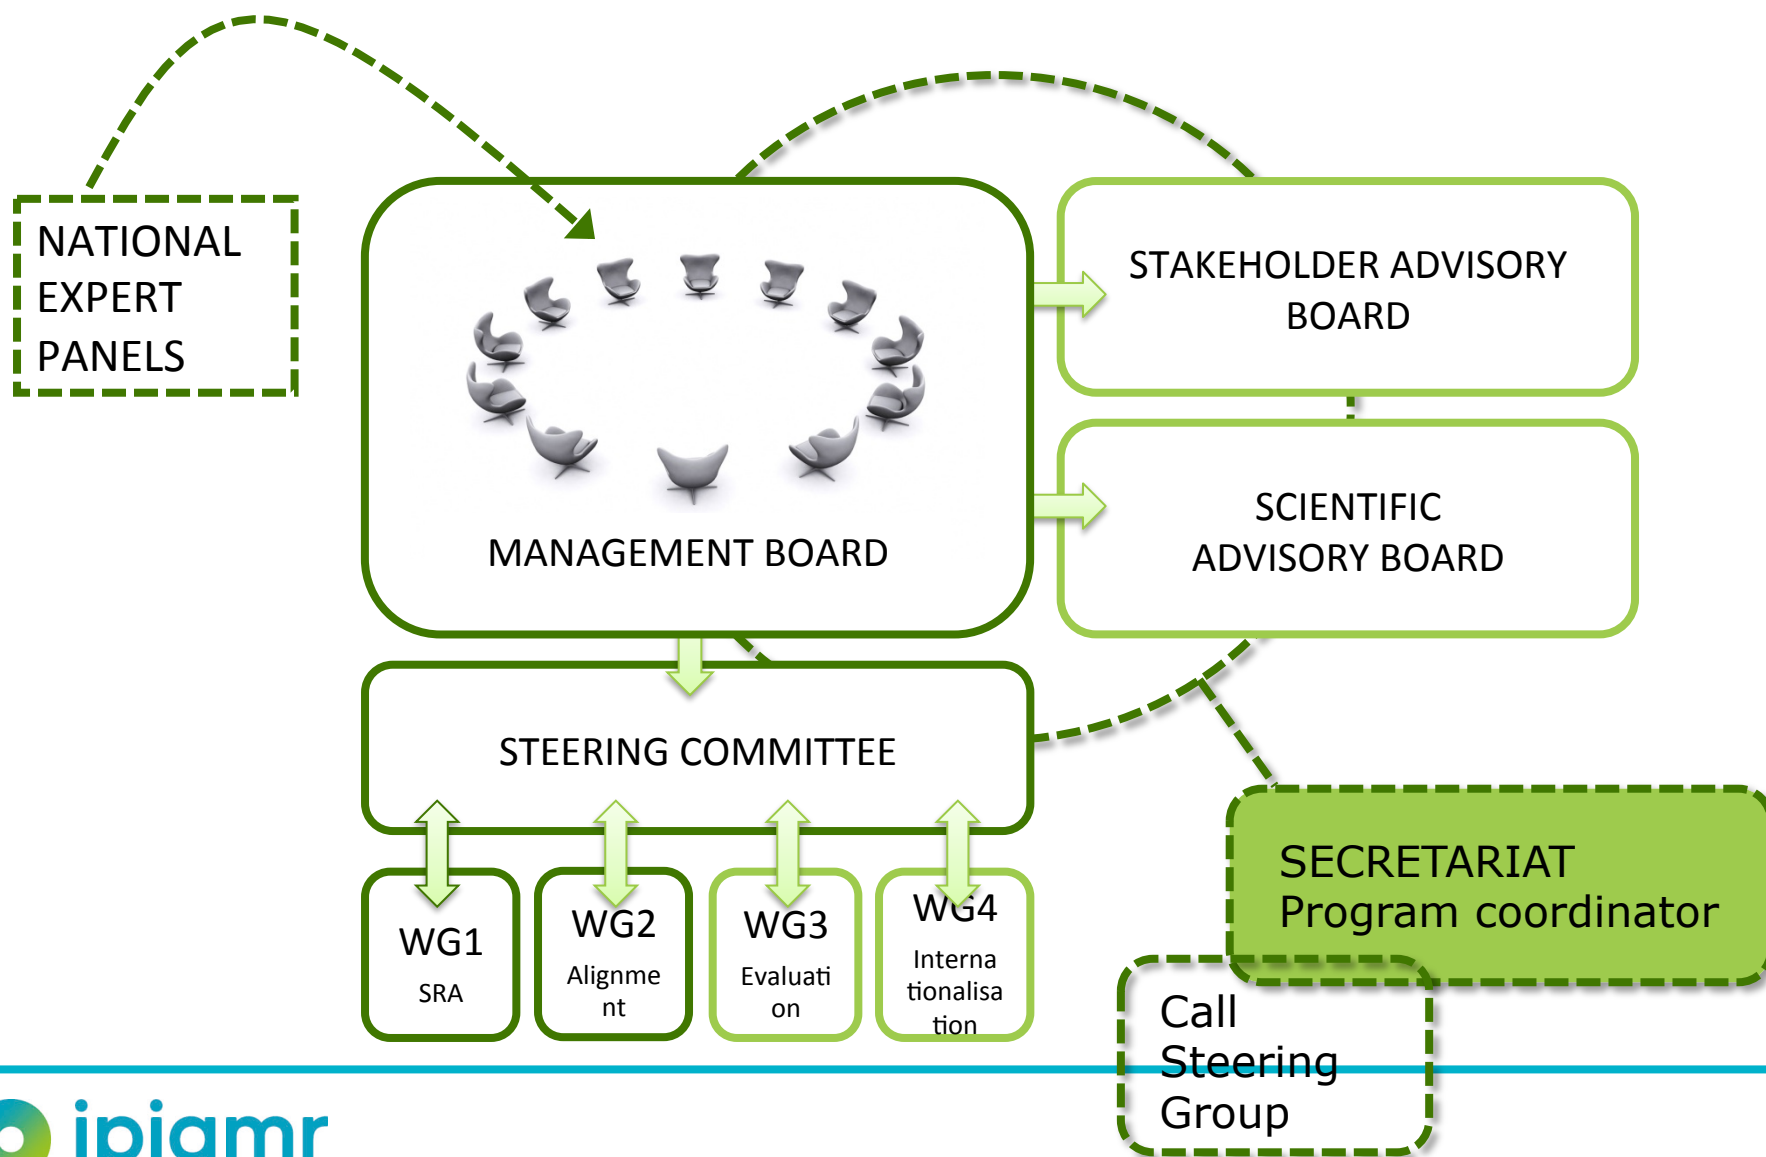 NATIONAL
EXPERT
PANELS
MANAGEMENT BOARD
STAKEHOLDER ADVISORY
BOARD
SCIENTIFIC
ADVISORY BOARD
STEERING COMMITTEE
WG1
SRA
WG2
Alignme
nt
WG3
Evaluati
on
WG4
Interna
tionalisa
tion
SECRETARIAT
Program coordinator
Call
Steering
Group
jpiamr